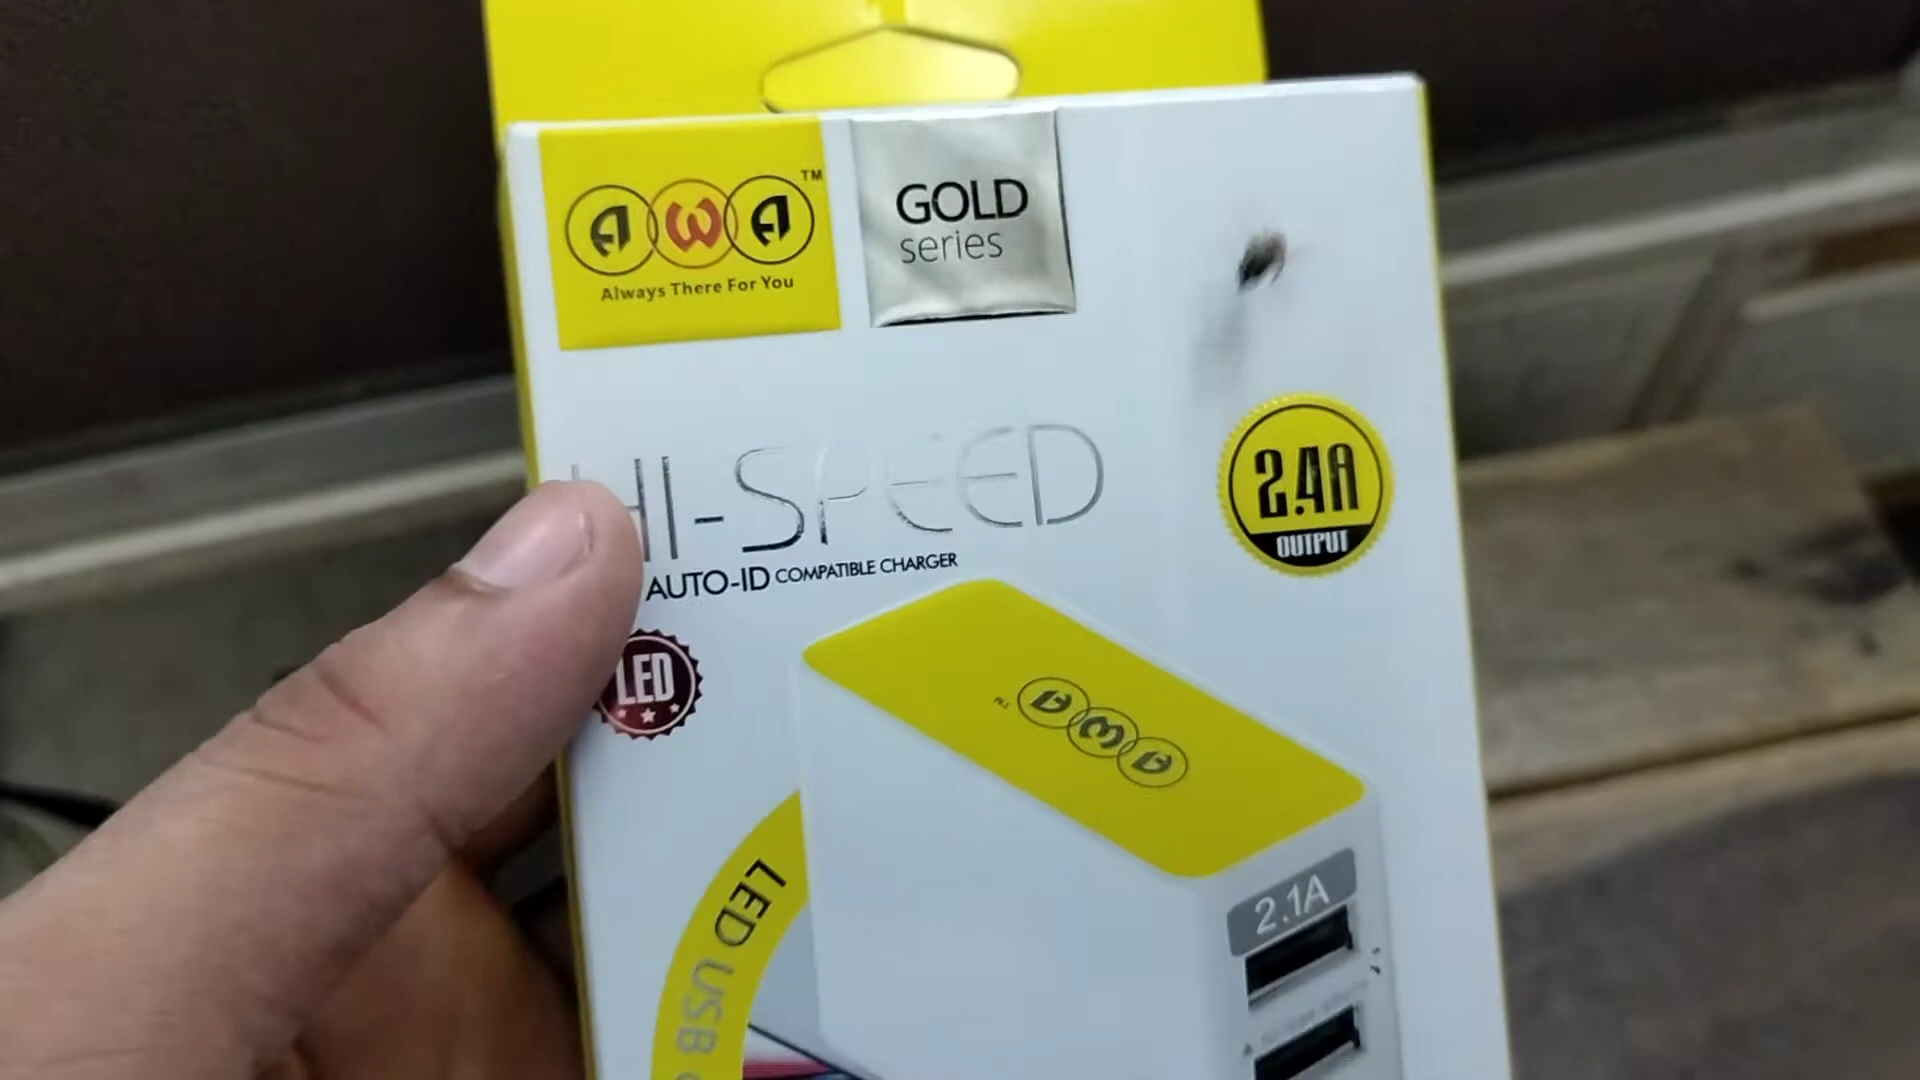 AWA TM
Always There For You
GOLD
series
HI-SPEED
AUTO-ID COMPATIBLE CHARGER
2.4A
OUTPUT
LED
AWA
2.1A
LED USB